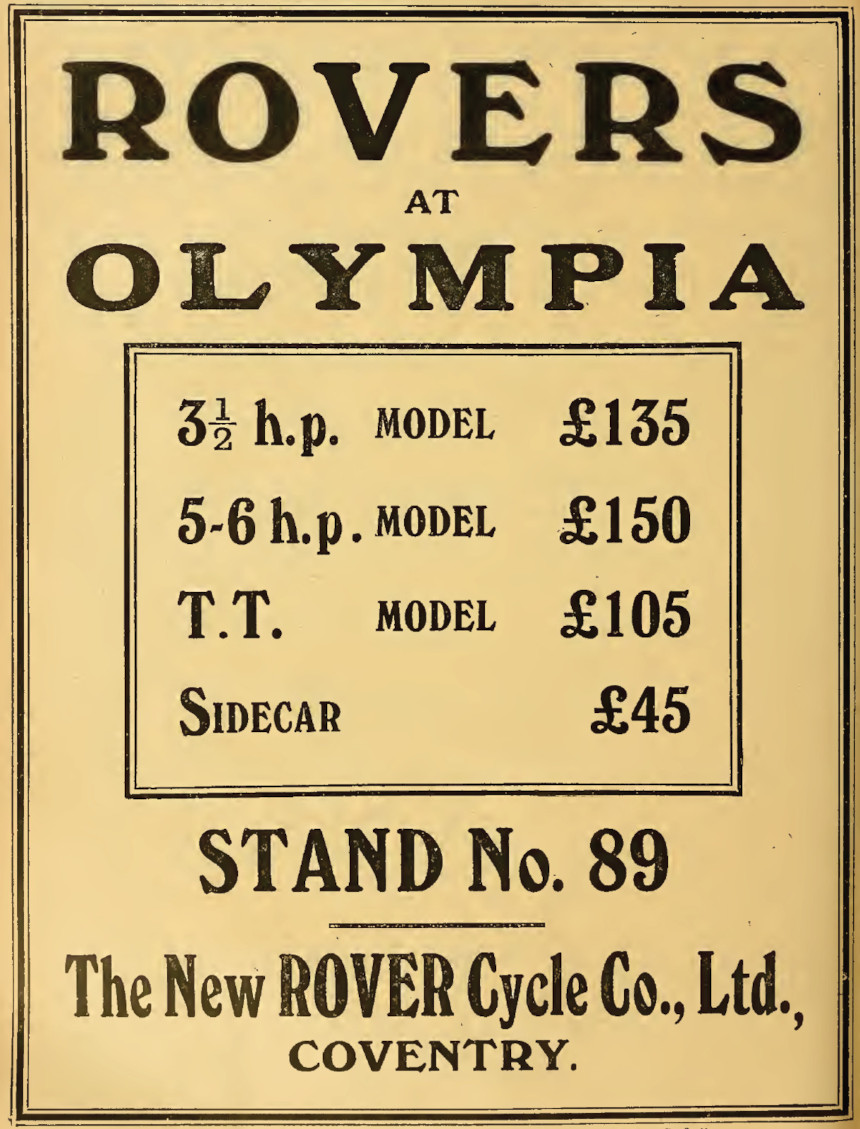 ROVERS
AT
OLYMPIA
3½ h.p. MODEL £135
5-6 h.p. MODEL £150
T.T. MODEL £105
SIDECAR £45
STAND No. 89
The New ROVER Cycle Co., Ltd.,
COVENTRY.